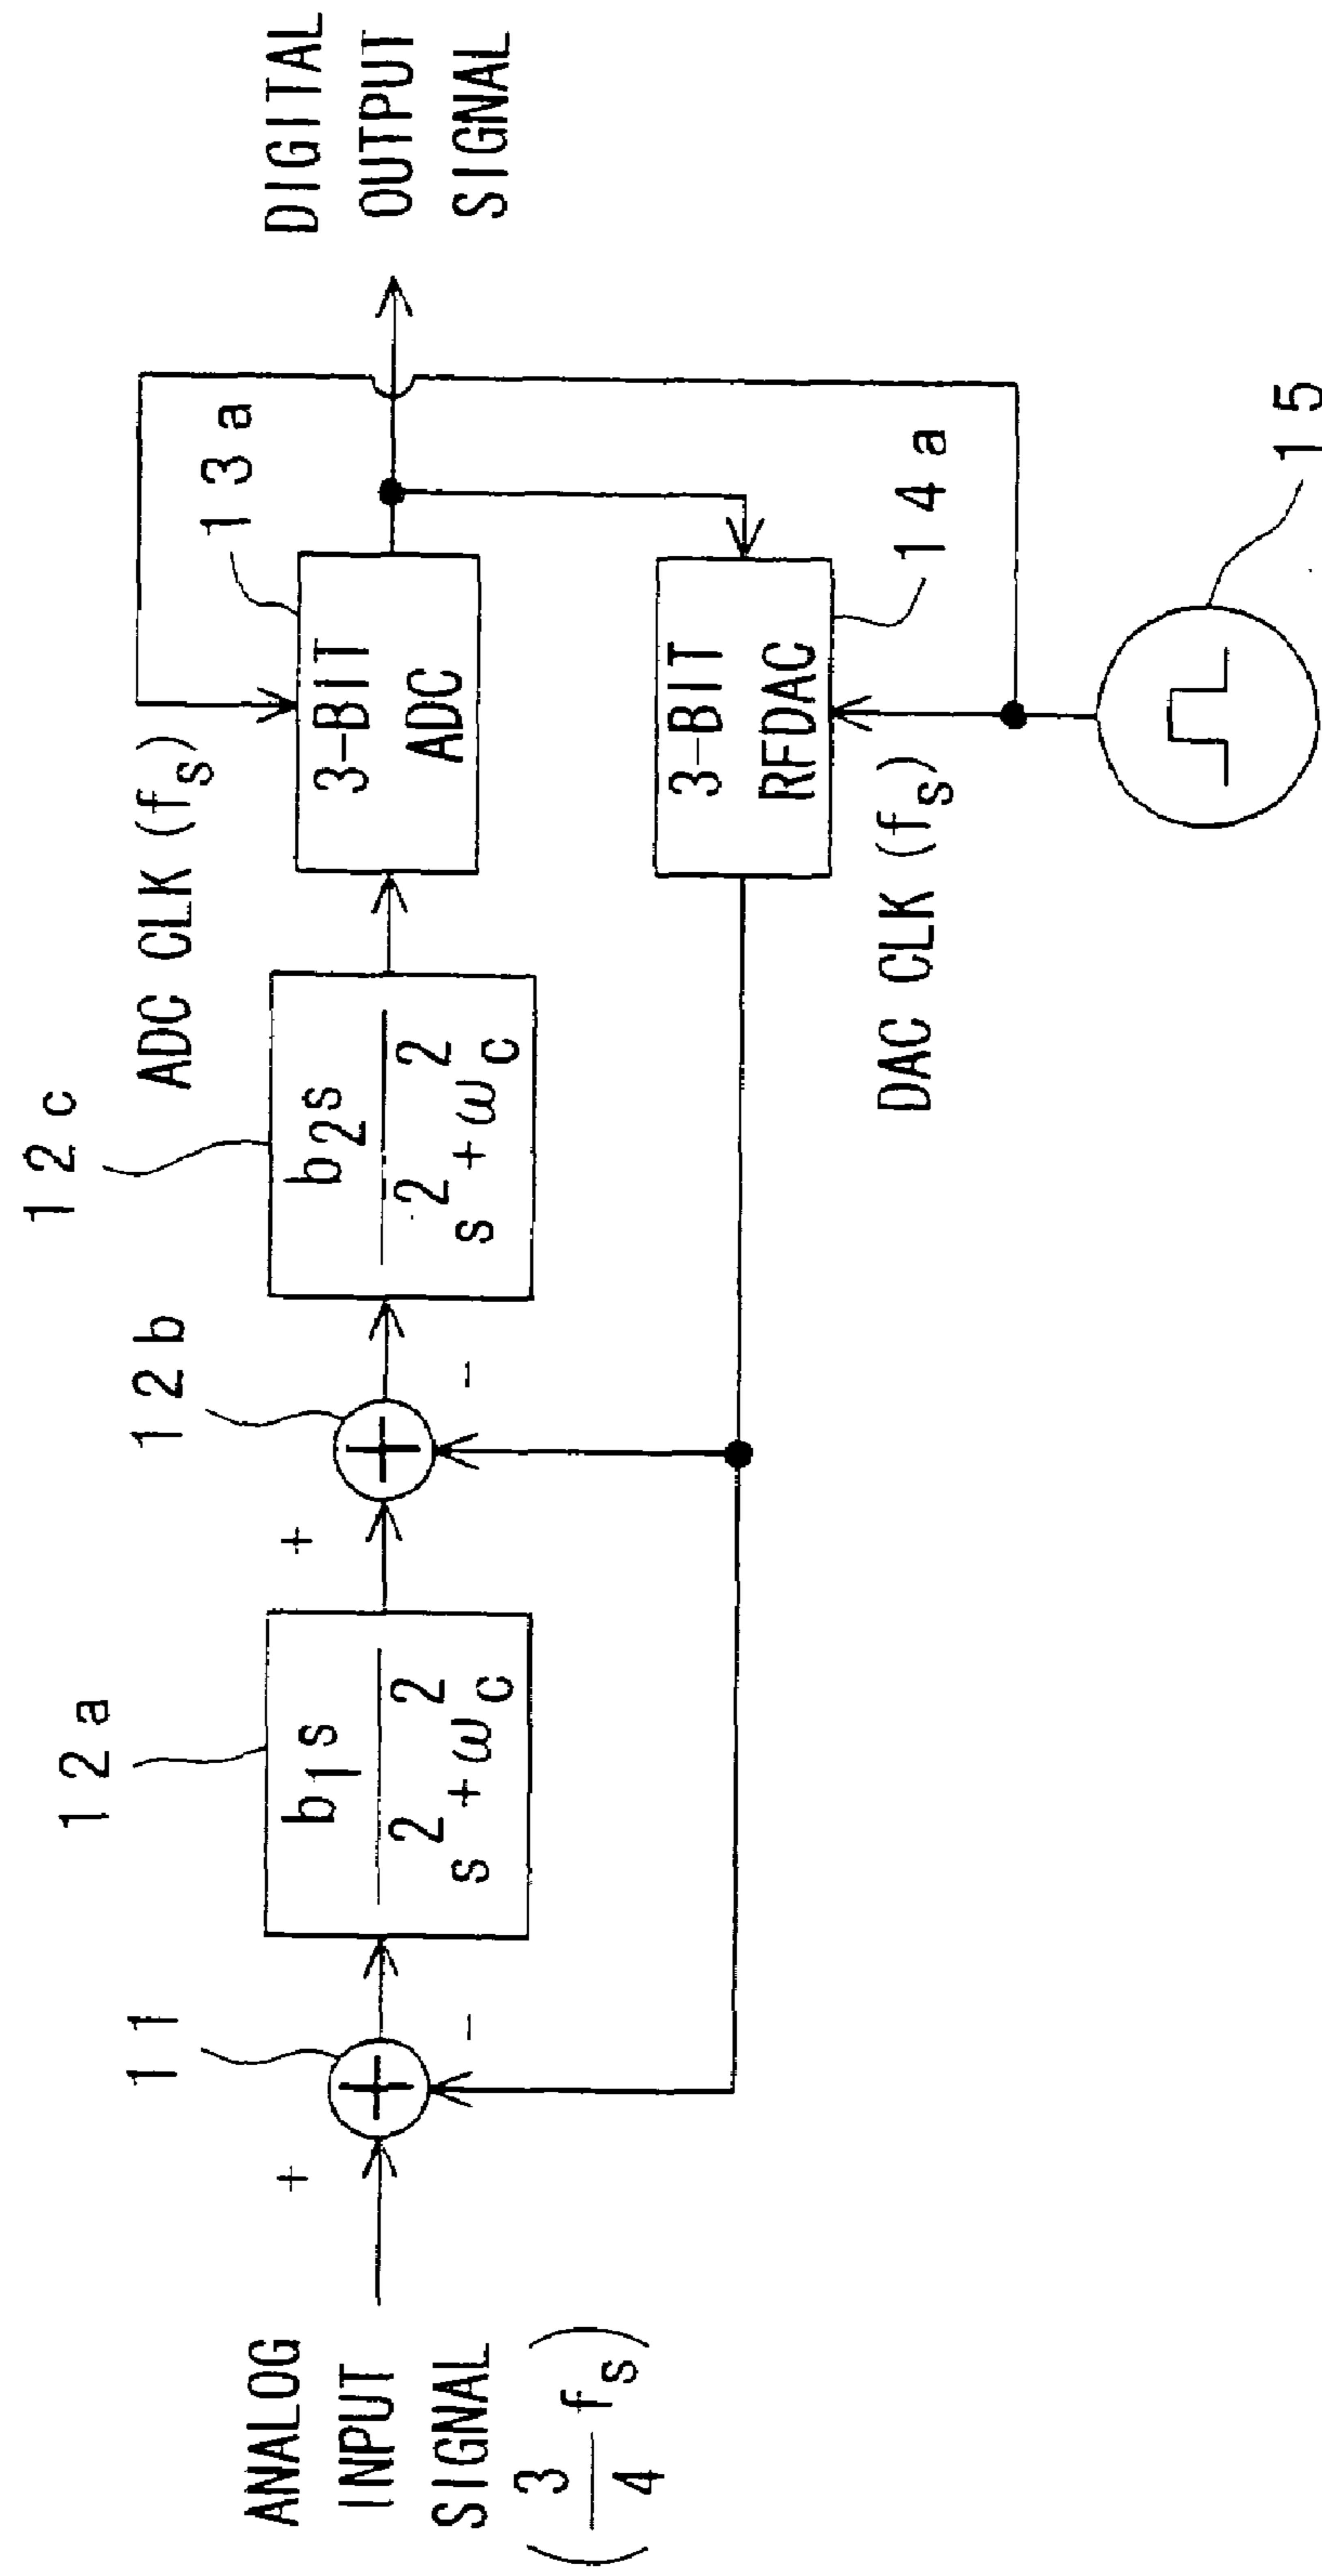 ANALOG
INPUT
SIGNAL
(3/4 fs)
+
-
11
b1s
s2+ωc2
12a
+
-
12b
b2s
s2+ωc2
12c
ADC CLK (fs)
3-BIT
ADC
13a
DIGITAL
OUTPUT
SIGNAL
3-BIT
RFDAC
14a
DAC CLK (fs)
15